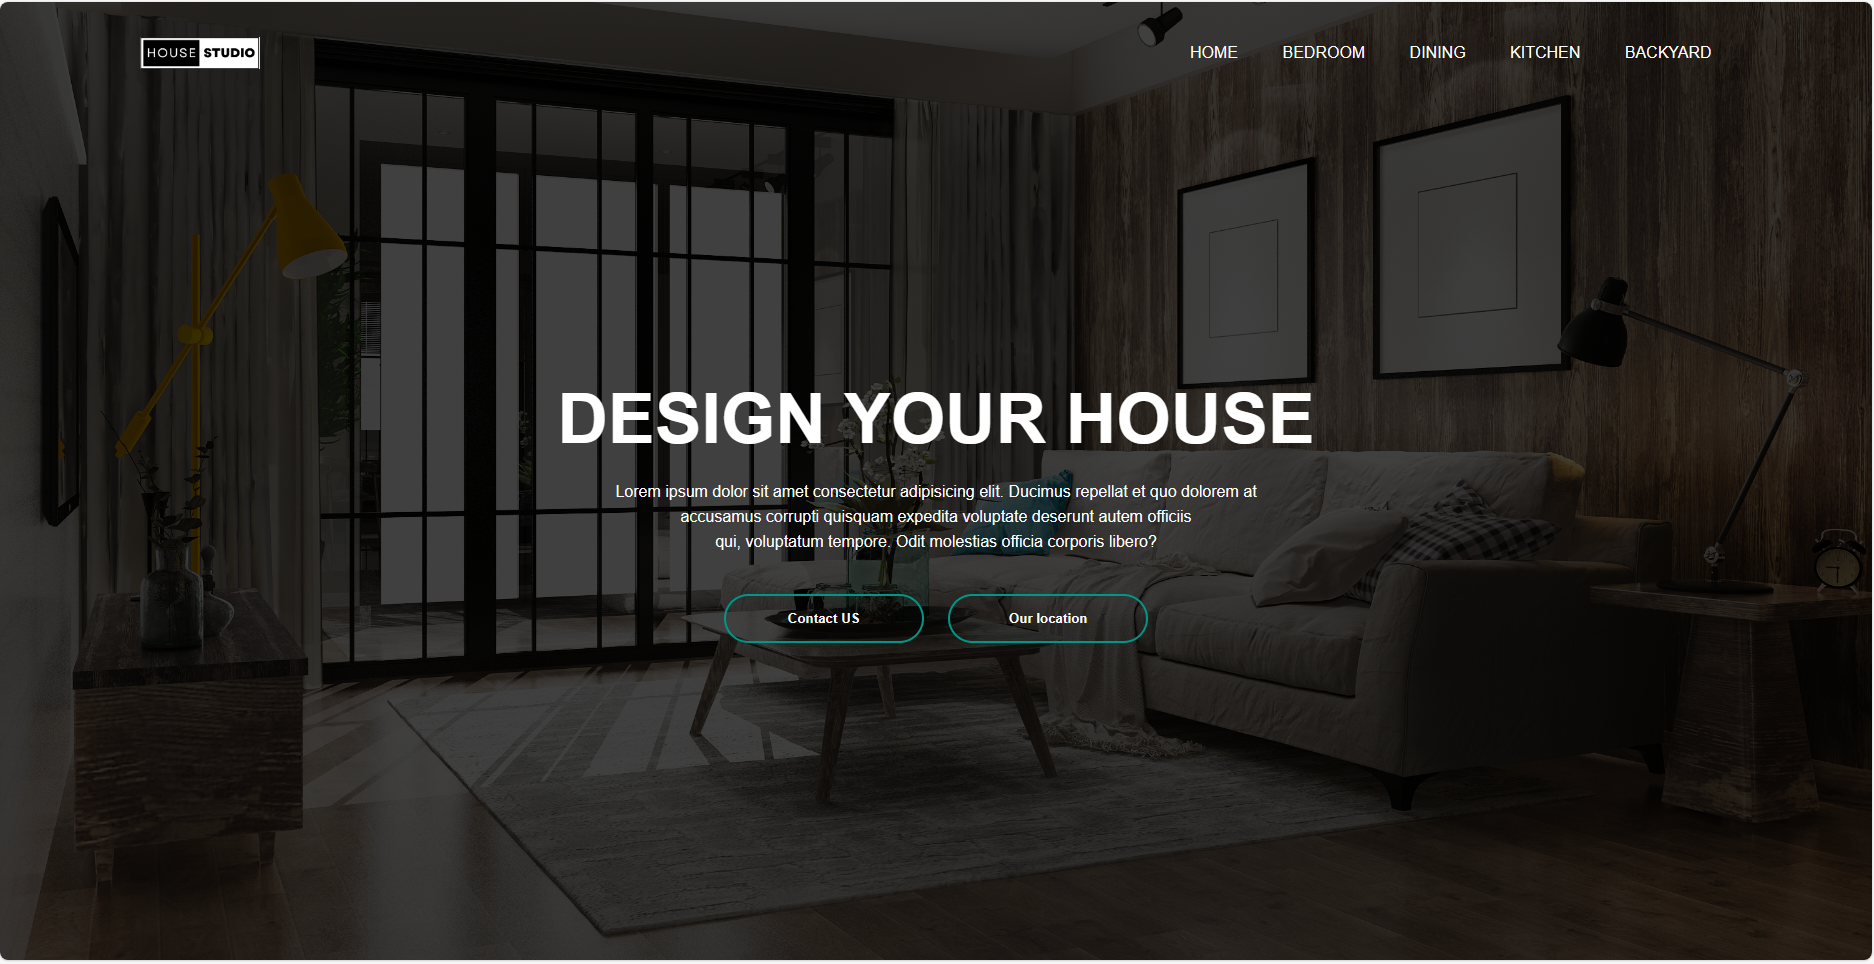 HOUSE STUDIO
HOME BEDROOM DINING KITCHEN BACKYARD
DESIGN YOUR HOUSE
Lorem ipsum dolor sit amet consectetur adipisicing elit. Ducimus repellat et quo dolorem at
accusamus corrupti quisquam expedita voluptate deserunt autem officiis
qui, voluptatum tempore. Odit molestias officia corporis libero?
Contact US
Our location